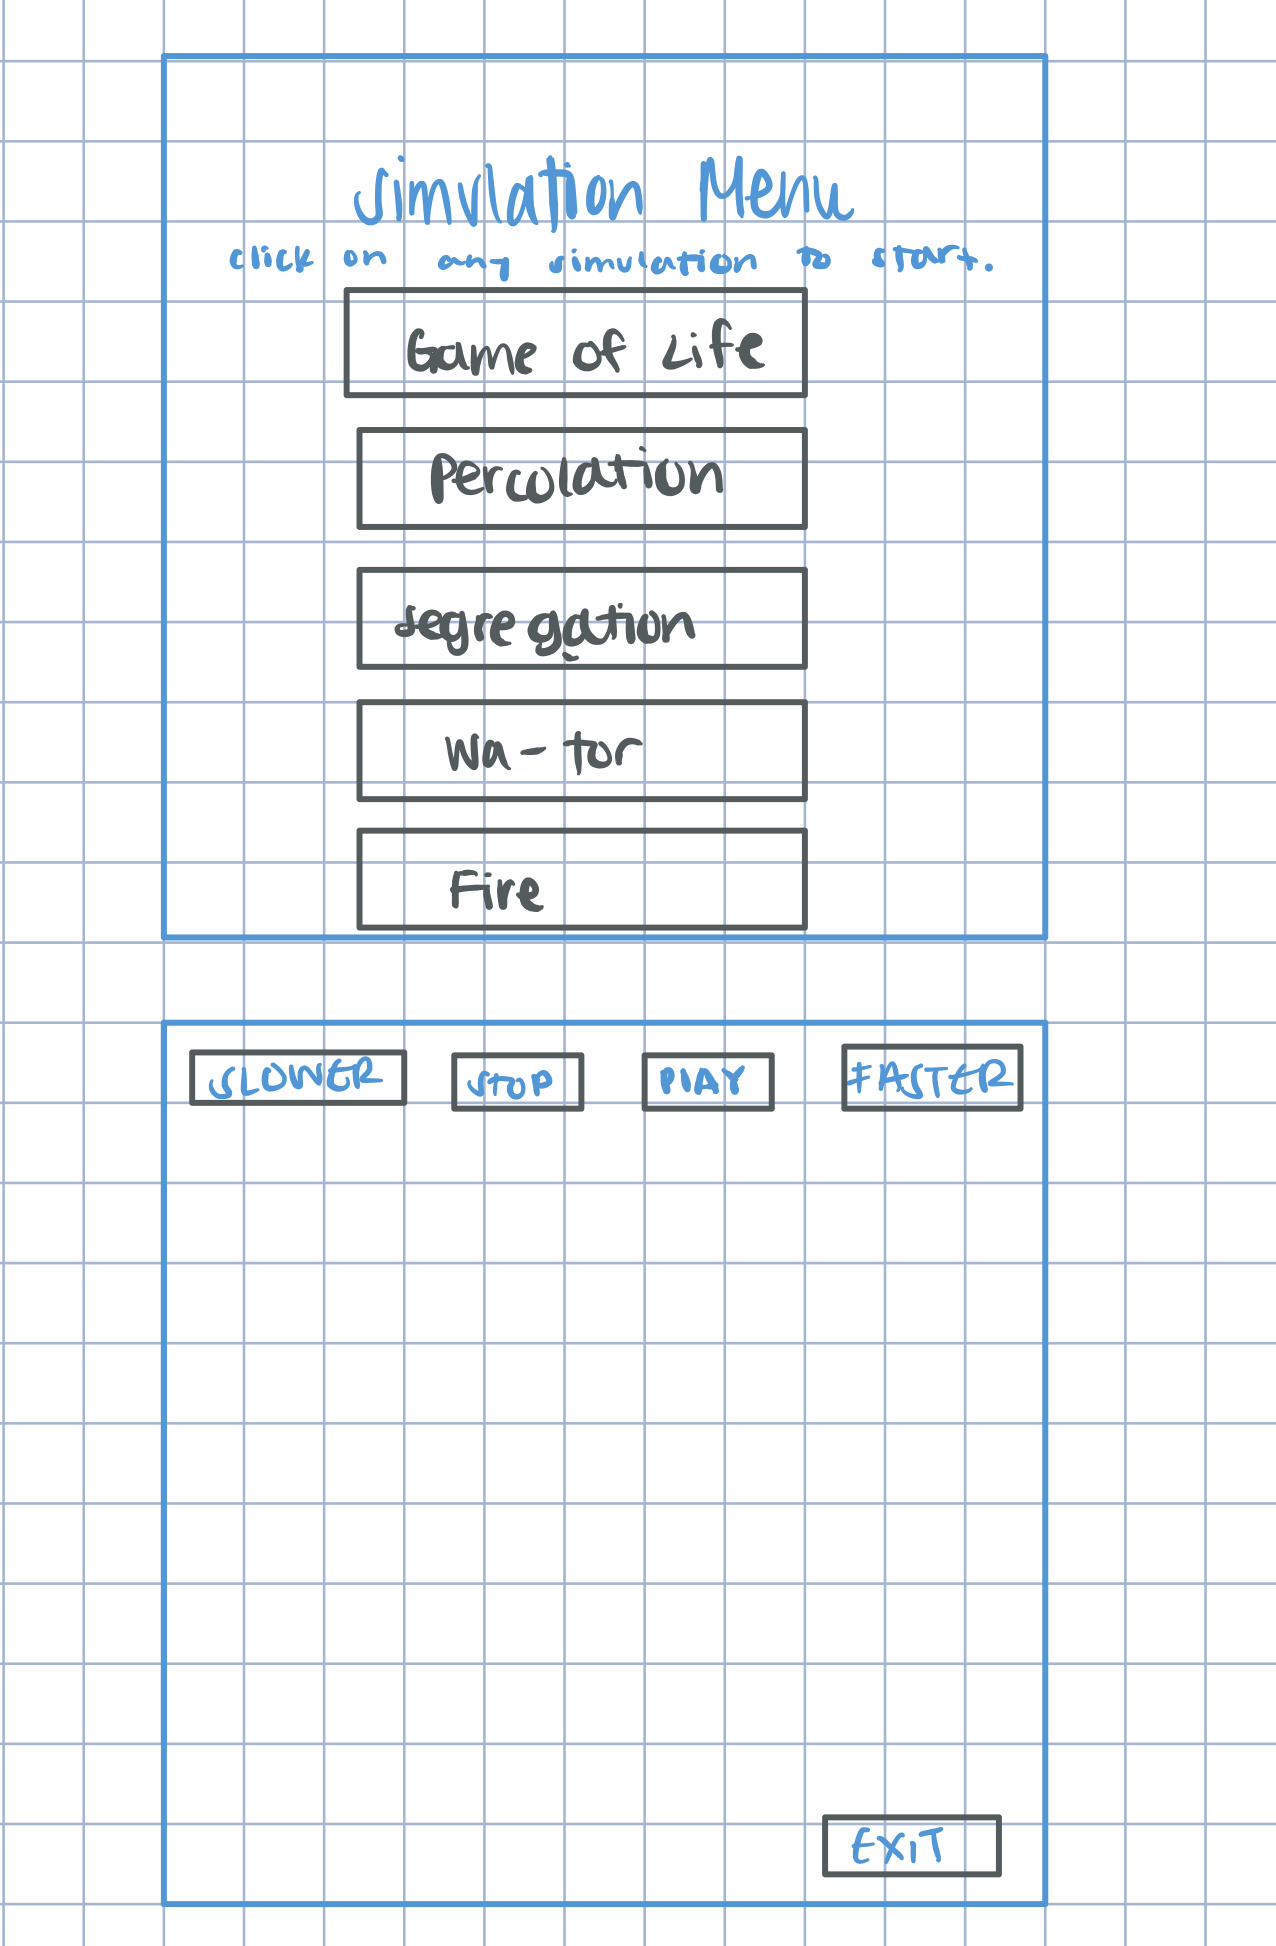 Simulation Menu
click on any simulation to start.
Game of Life
Percolation
segregation
Wa-tor
Fire
SLOWER STOP PLAY FASTER
EXIT